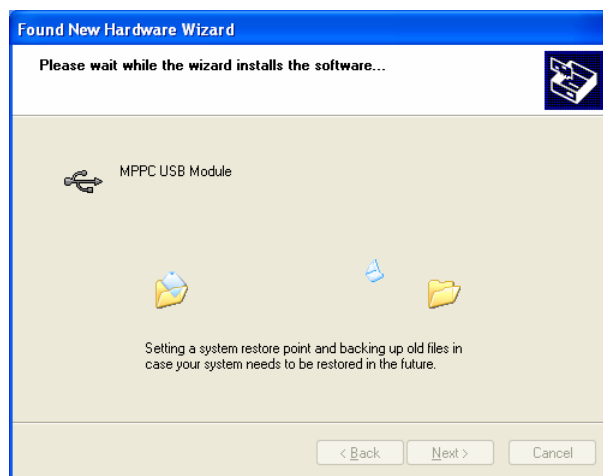 Found New Hardware Wizard
Please wait while the wizard installs the software...
MPPC USB Module
Setting a system restore point and backing up old files in
case your system needs to be restored in the future.
< Back
Next >
Cancel